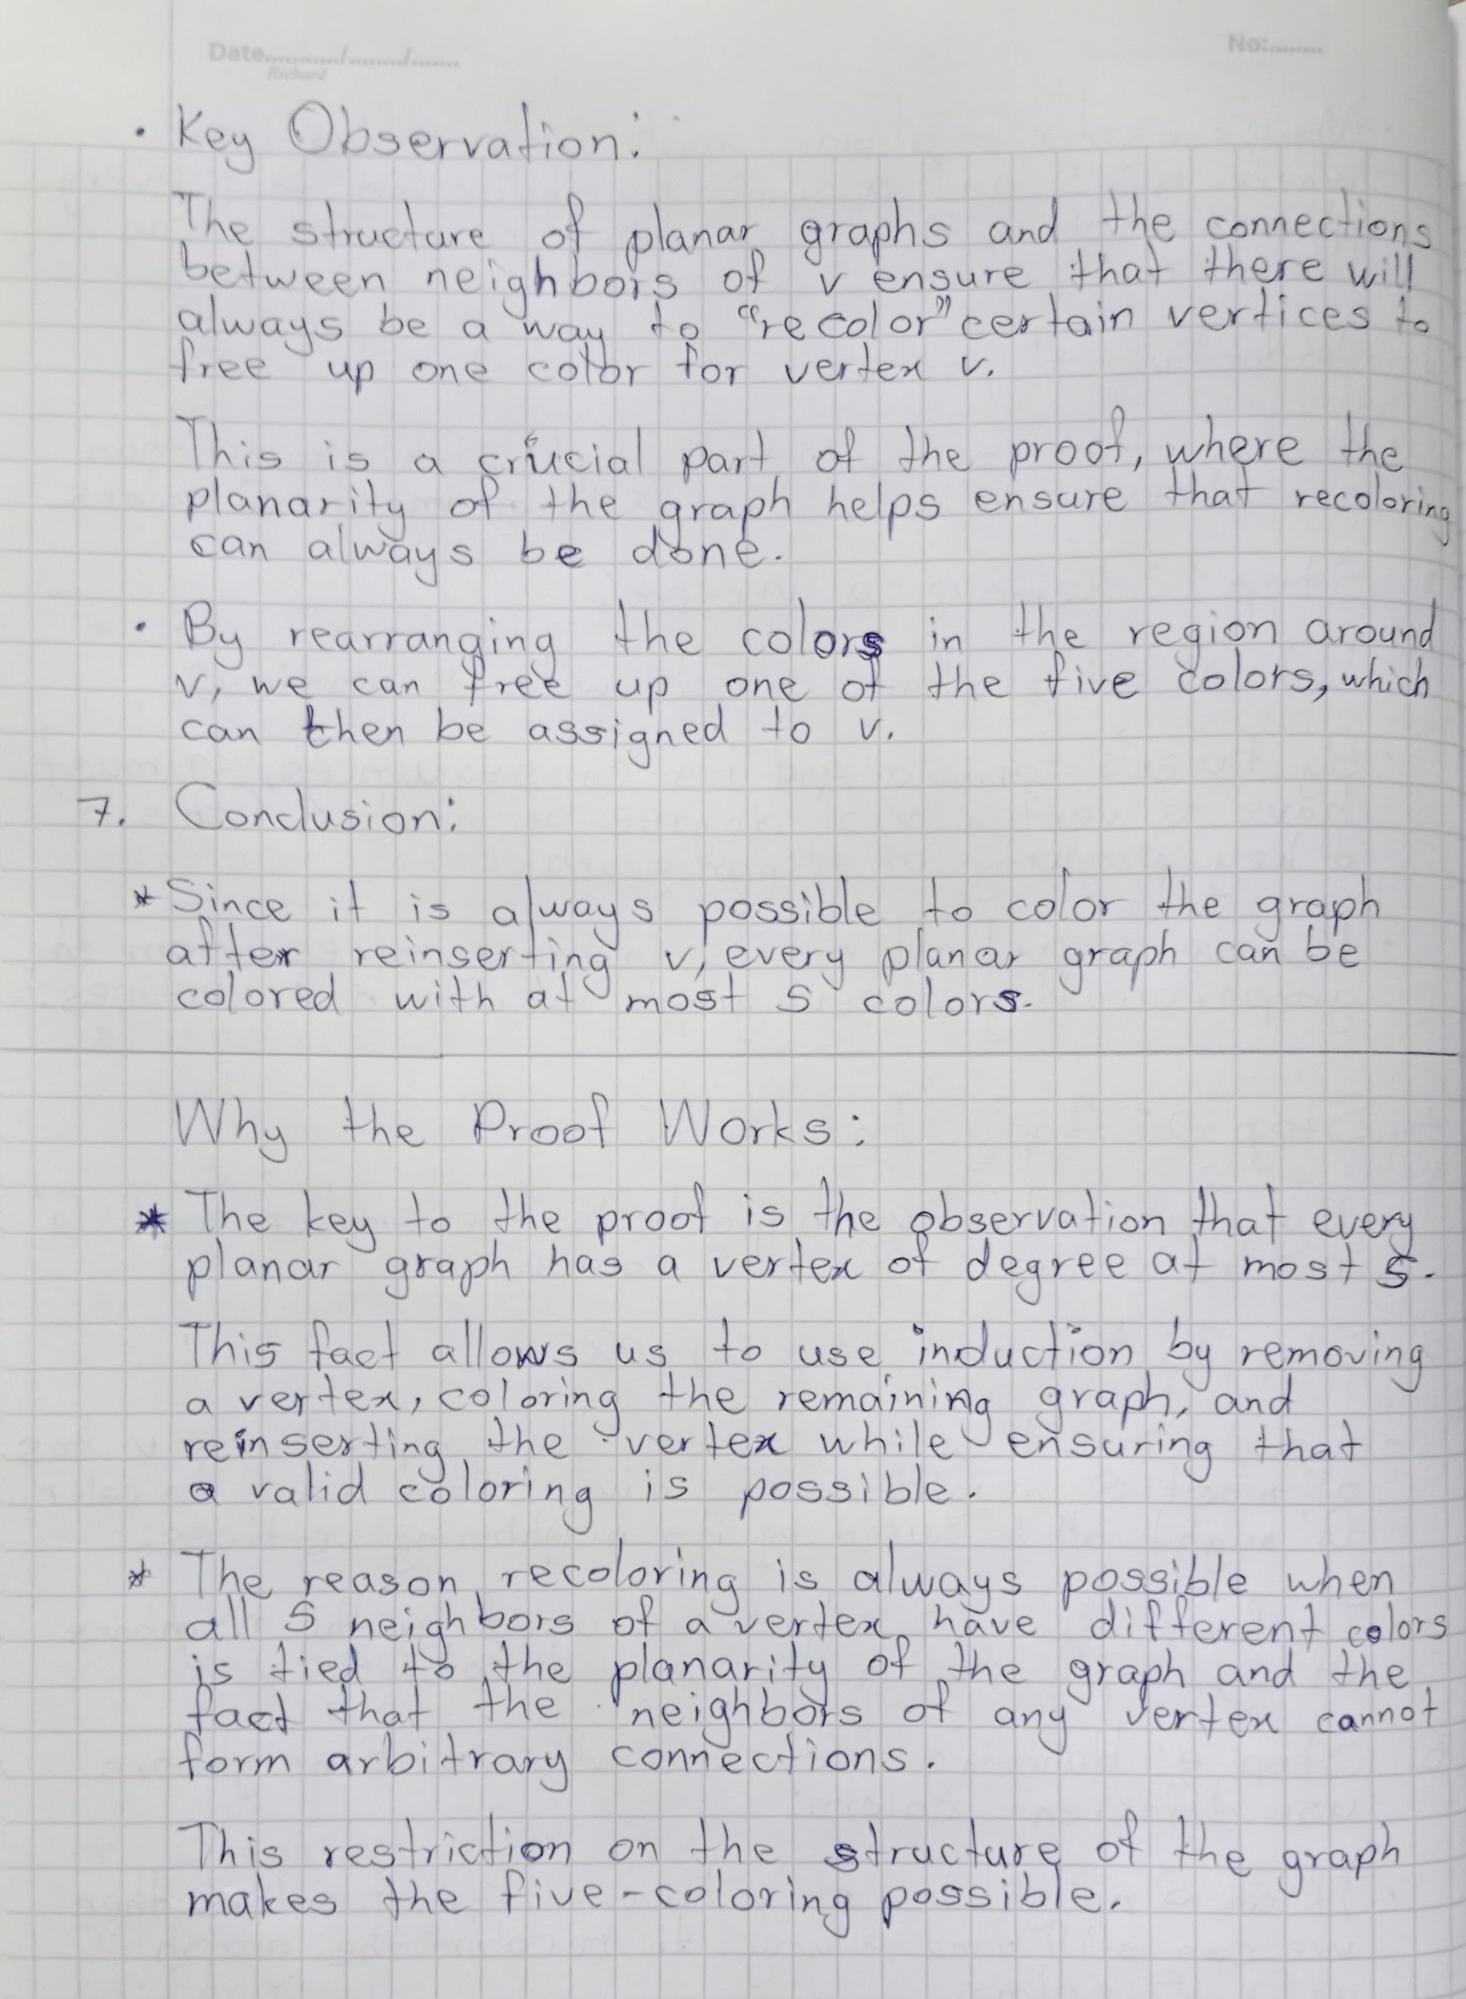 Date........../......../.......
Richard
No:........
• Key Observation:
The structure of planar graphs and the connections
between neighbors of v ensure that there will
always be a way to "recolor" certain vertices to
free up one color for vertex v.
This is a crucial part of the proof, where the
planarity of the graph helps ensure that recoloring
can always be done.
• By rearranging the colors in the region around
v, we can free up one of the five colors, which
can then be assigned to v.
7. Conclusion:
* Since it is always possible to color the graph
after reinserting v, every planar graph can be
colored with at most 5 colors.
Why the Proof Works:
* The key to the proof is the observation that every
planar graph has a vertex of degree at most 5.
This fact allows us to use induction by removing
a vertex, coloring the remaining graph, and
reinserting the vertex while ensuring that
a valid coloring is possible.
* The reason recoloring is always possible when
all 5 neighbors of a vertex have different colors
is tied to the planarity of the graph and the
fact that the neighbors of any vertex cannot
form arbitrary connections.
This restriction on the structure of the graph
makes the five-coloring possible.